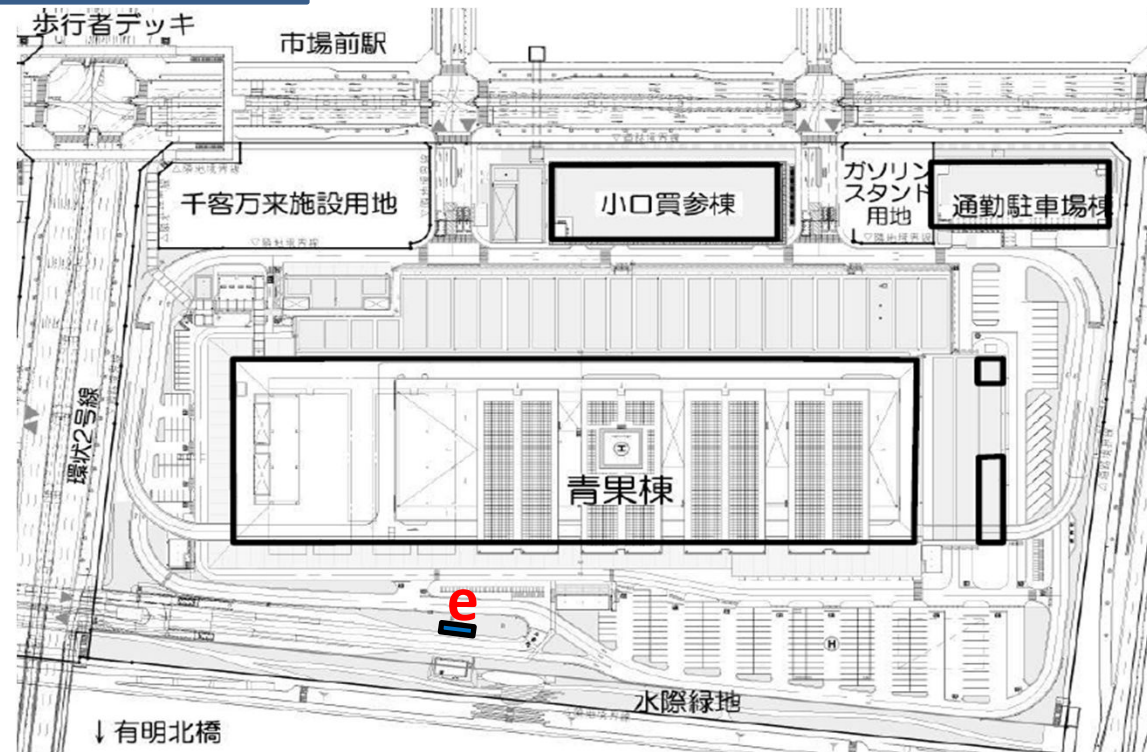 歩行者デッキ
市場前駅
千客万来施設用地
小口買参棟
ガソリン
スタンド
用地
通勤駐車場棟
環状2号線
H
青果棟
e
H
水際緑地
↓有明北橋